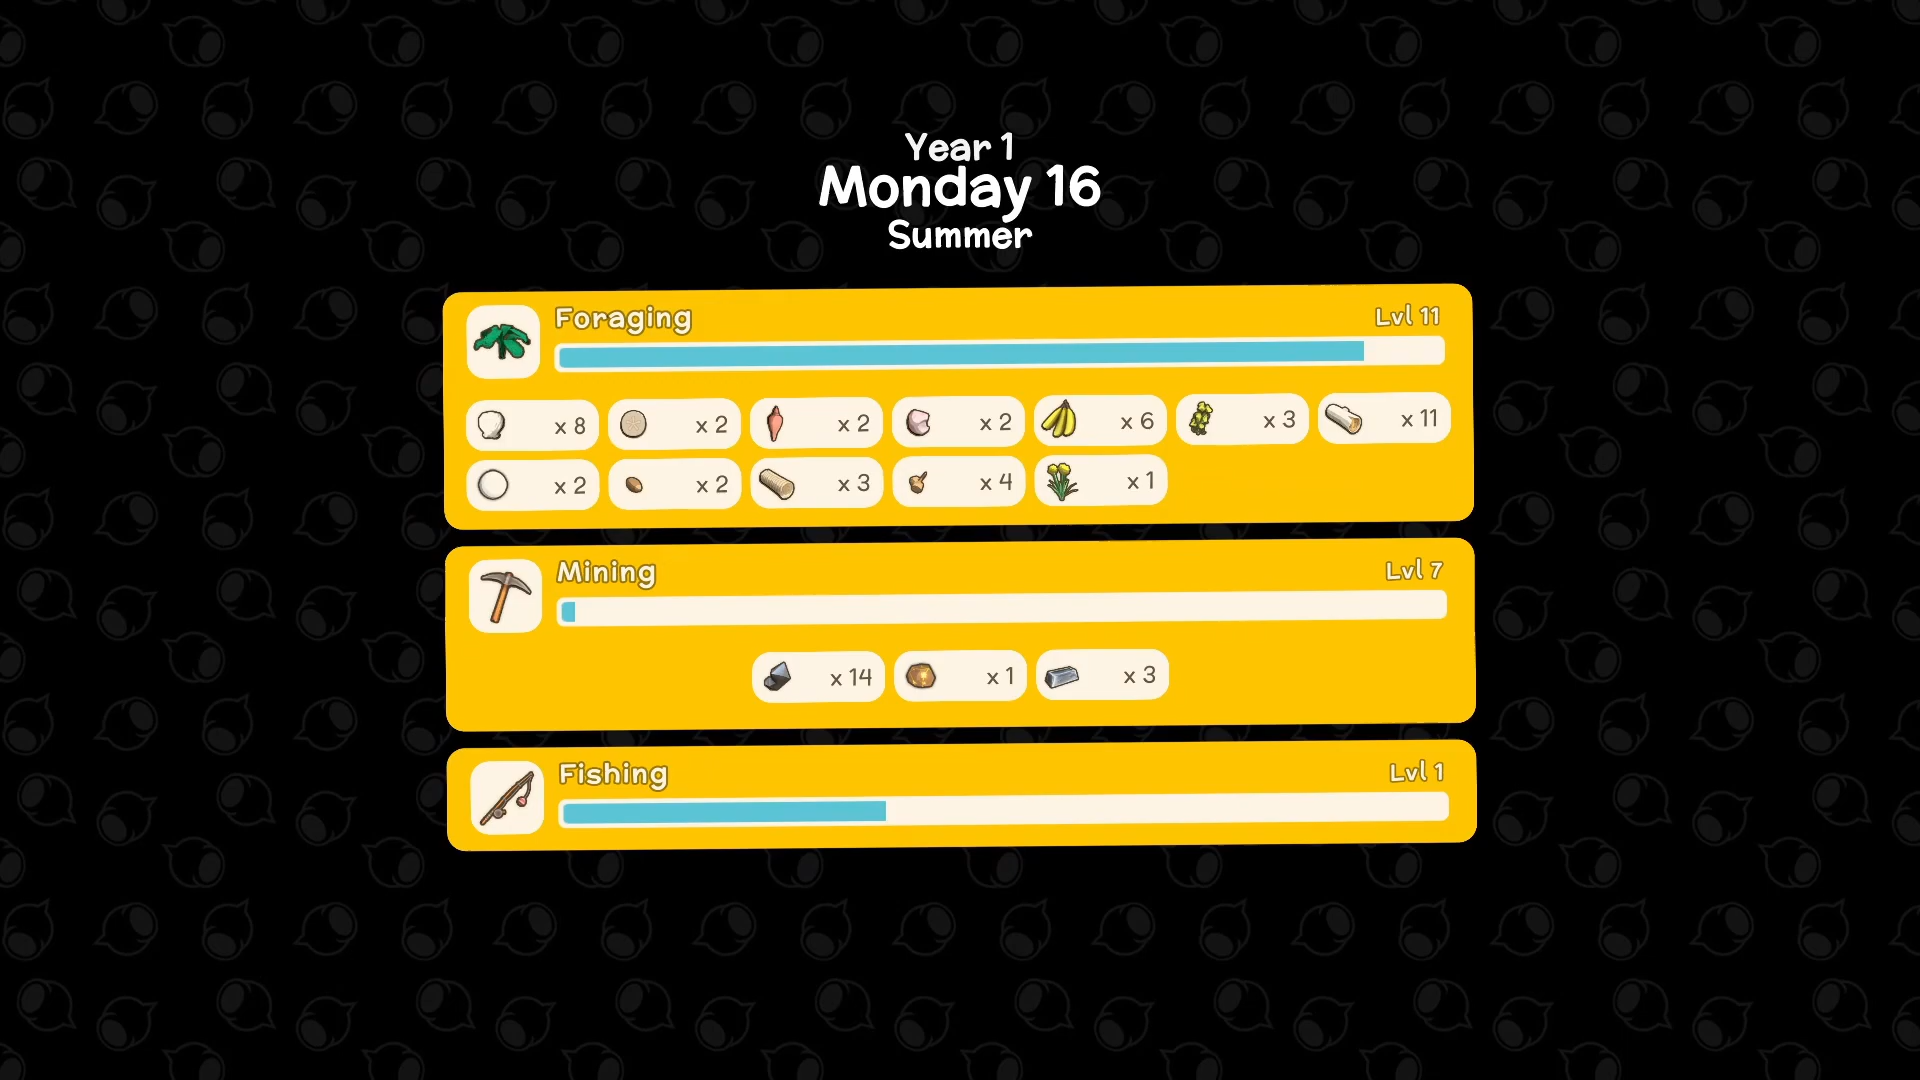 Year 1
Monday 16
Summer
Foraging
Lvl 11
x 8
x 2
x 2
x 2
x 6
x 3
x 11
x 2
x 2
x 3
x 4
x 1
Mining
Lvl 7
x 14
x 1
x 3
Fishing
Lvl 1